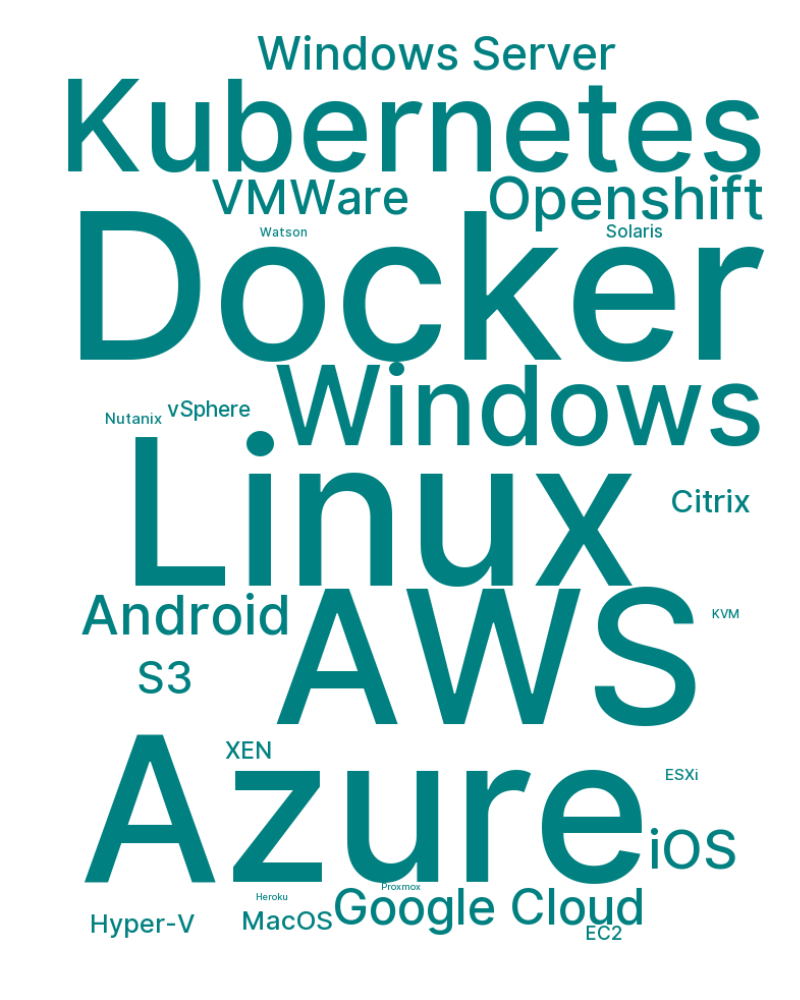 Windows Server
Kubernetes
VMWare Openshift
Watson Solaris
Docker
Windows
Nutanix vSphere
Linux
Citrix
Android
AWS
KVM
S3
XEN
Azure
ESXi
iOS
Proxmox
Heroku
Google Cloud
Hyper-V MacOS
EC2